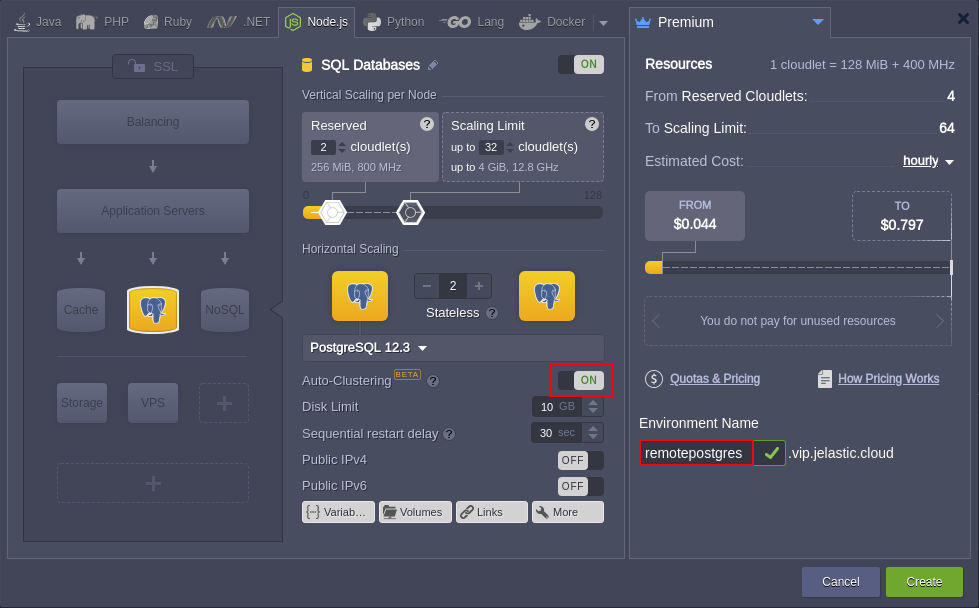 Java PHP Ruby .NET Node.js Python Lang Docker
Premium
SSL
Balancing
Application Servers
Cache
NoSQL
Storage
VPS
SQL Databases
ON
Vertical Scaling per Node
Reserved ?
2 cloudlet(s)
256 MiB, 800 MHz
Scaling Limit ?
up to 32 cloudlet(s)
up to 4 GiB, 12.8 GHz
0 128
Horizontal Scaling
− 2 +
Stateless ?
PostgreSQL 12.3
Auto-Clustering BETA ? ON
Disk Limit 10 GB
Sequential restart delay ? 30 sec
Public IPv4 OFF
Public IPv6 OFF
Variab... Volumes Links More
Resources 1 cloudlet = 128 MiB + 400 MHz
From Reserved Cloudlets: 4
To Scaling Limit: 64
Estimated Cost: hourly
FROM
$0.044
TO
$0.797
You do not pay for unused resources
$ Quotas & Pricing How Pricing Works
Environment Name
remotepostgres .vip.jelastic.cloud
Cancel Create